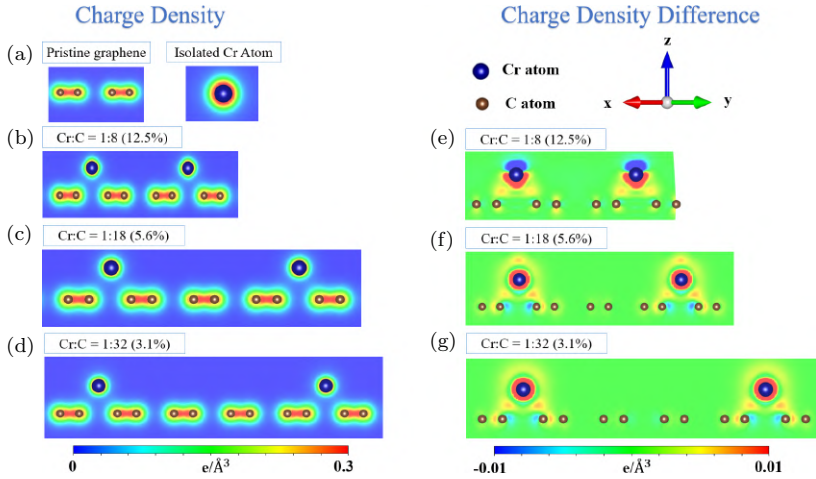 Charge Density
Charge Density Difference
(a)
Pristine graphene
Isolated Cr Atom
z
Cr atom
C atom
x
y
(b)
Cr:C = 1:8 (12.5%)
(e)
Cr:C = 1:8 (12.5%)
(c)
Cr:C = 1:18 (5.6%)
(f)
Cr:C = 1:18 (5.6%)
(d)
Cr:C = 1:32 (3.1%)
(g)
Cr:C = 1:32 (3.1%)
0
e/Å³
0.3
-0.01
e/Å³
0.01